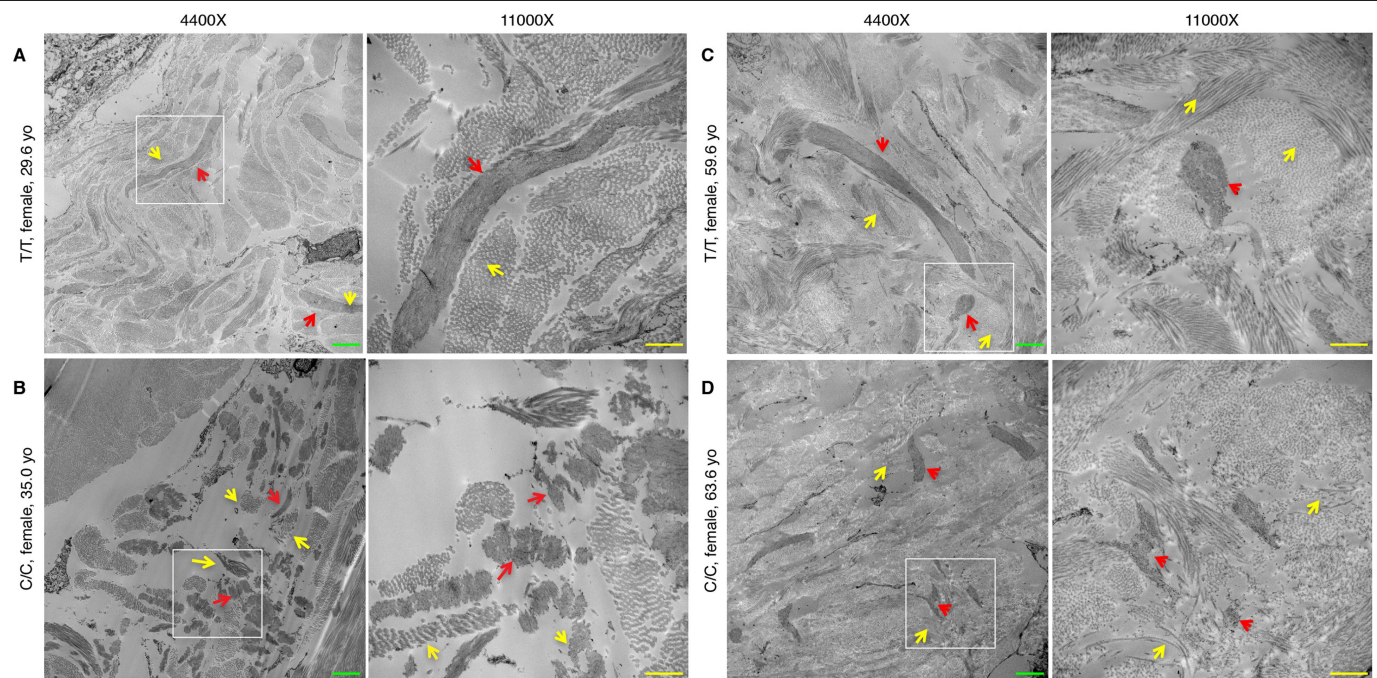 4400X 11000X 4400X 11000X
A
T/T, female, 29.6 yo
C
T/T, female, 59.6 yo
B
C/C, female, 35.0 yo
D
C/C, female, 63.6 yo